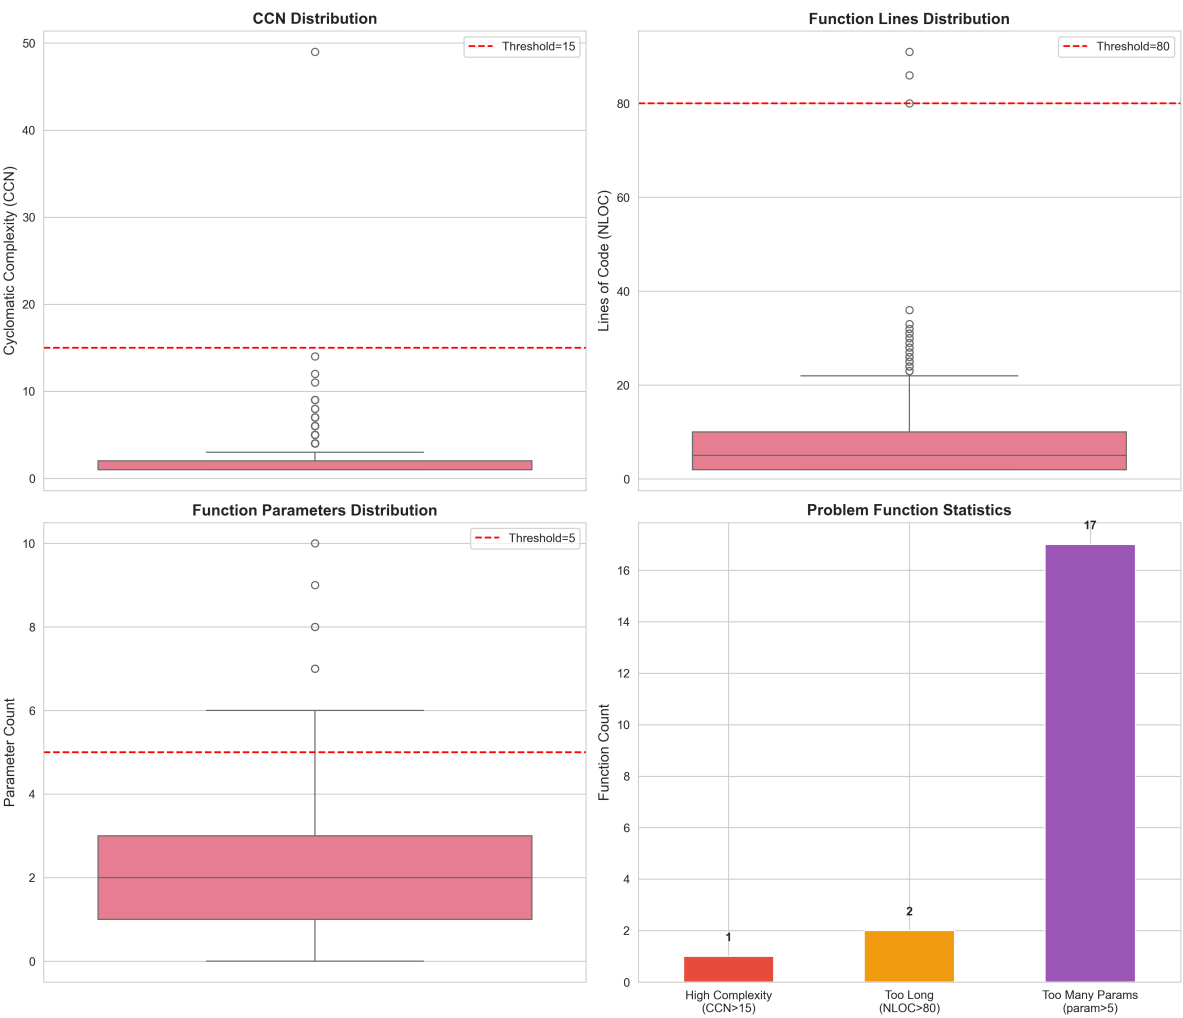 CCN Distribution
Cyclomatic Complexity (CCN)
50
40
30
20
10
0
Threshold=15
Function Lines Distribution
Lines of Code (NLOC)
80
60
40
20
0
Threshold=80
Function Parameters Distribution
Parameter Count
10
8
6
4
2
0
Threshold=5
Problem Function Statistics
Function Count
16
14
12
10
8
6
4
2
0
1
2
17
High Complexity
(CCN>15)
Too Long
(NLOC>80)
Too Many Params
(param>5)